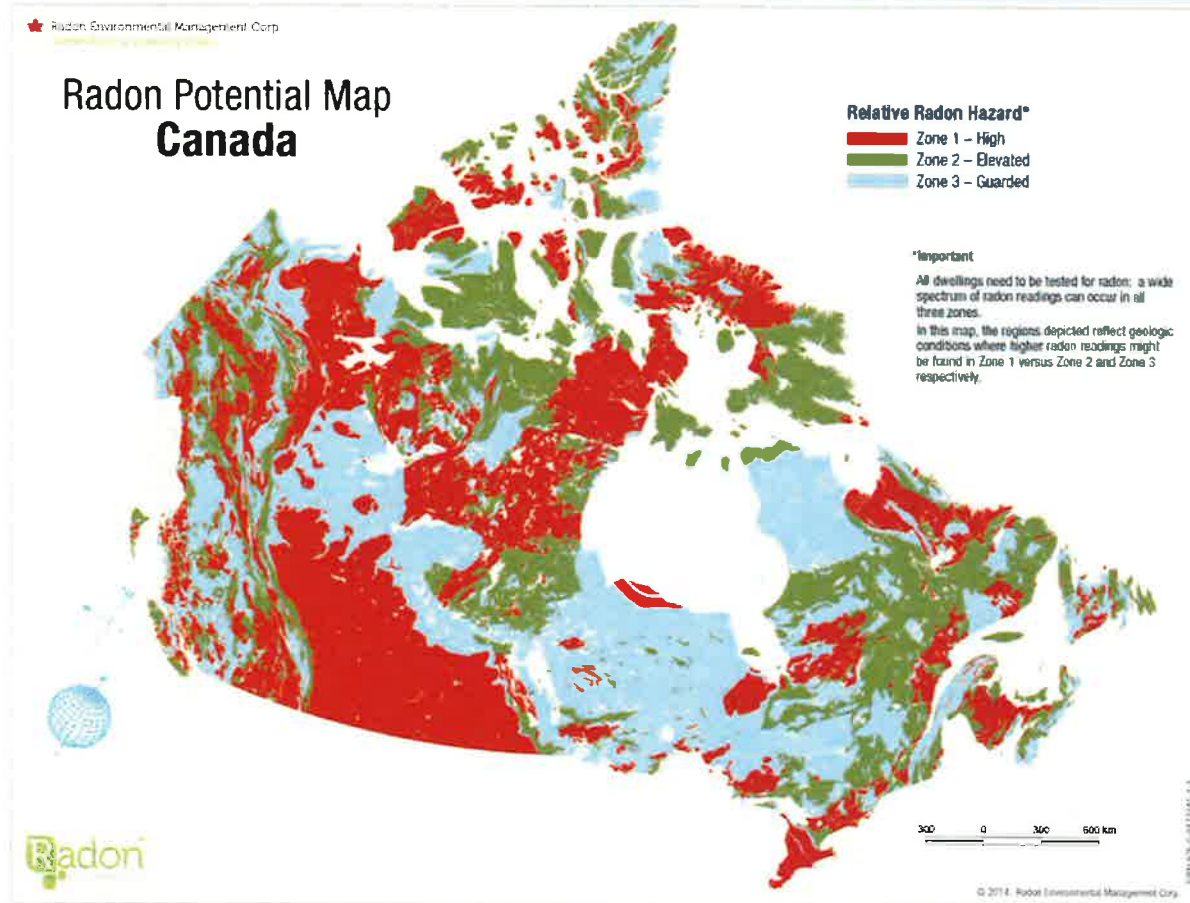 Radon Environmental Management Corp
Radon Potential Map
Canada
Relative Radon Hazard*
Zone 1 – High
Zone 2 – Elevated
Zone 3 – Guarded
*Important
All dwellings need to be tested for radon: a wide
spectrum of radon readings can occur in all
three zones.
In this map, the regions depicted reflect geologic
conditions where higher radon readings might
be found in Zone 1 versus Zone 2 and Zone 3
respectively.
300 0 300 600 km
Radon
© 2014. Radon Environmental Management Corp.